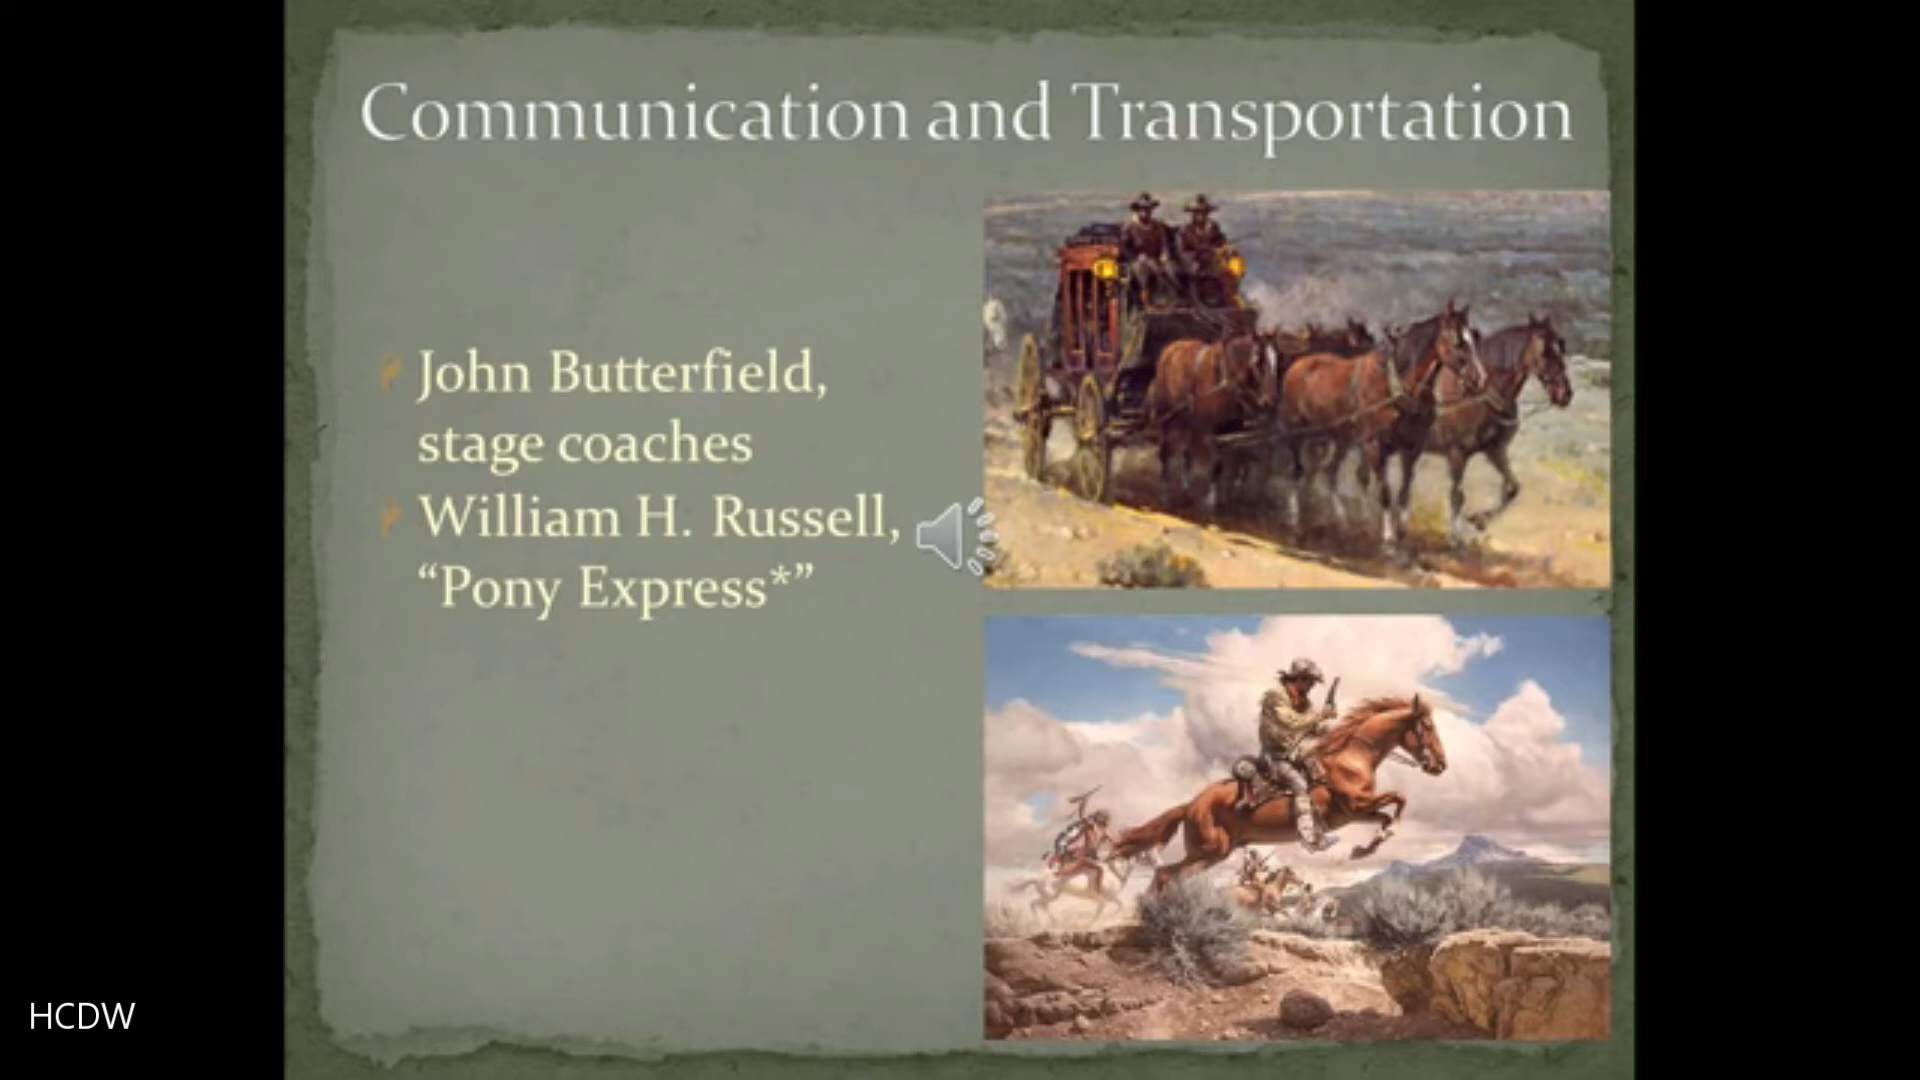 Communication and Transportation
John Butterfield,
stage coaches
William H. Russell,
“Pony Express*”
HCDW